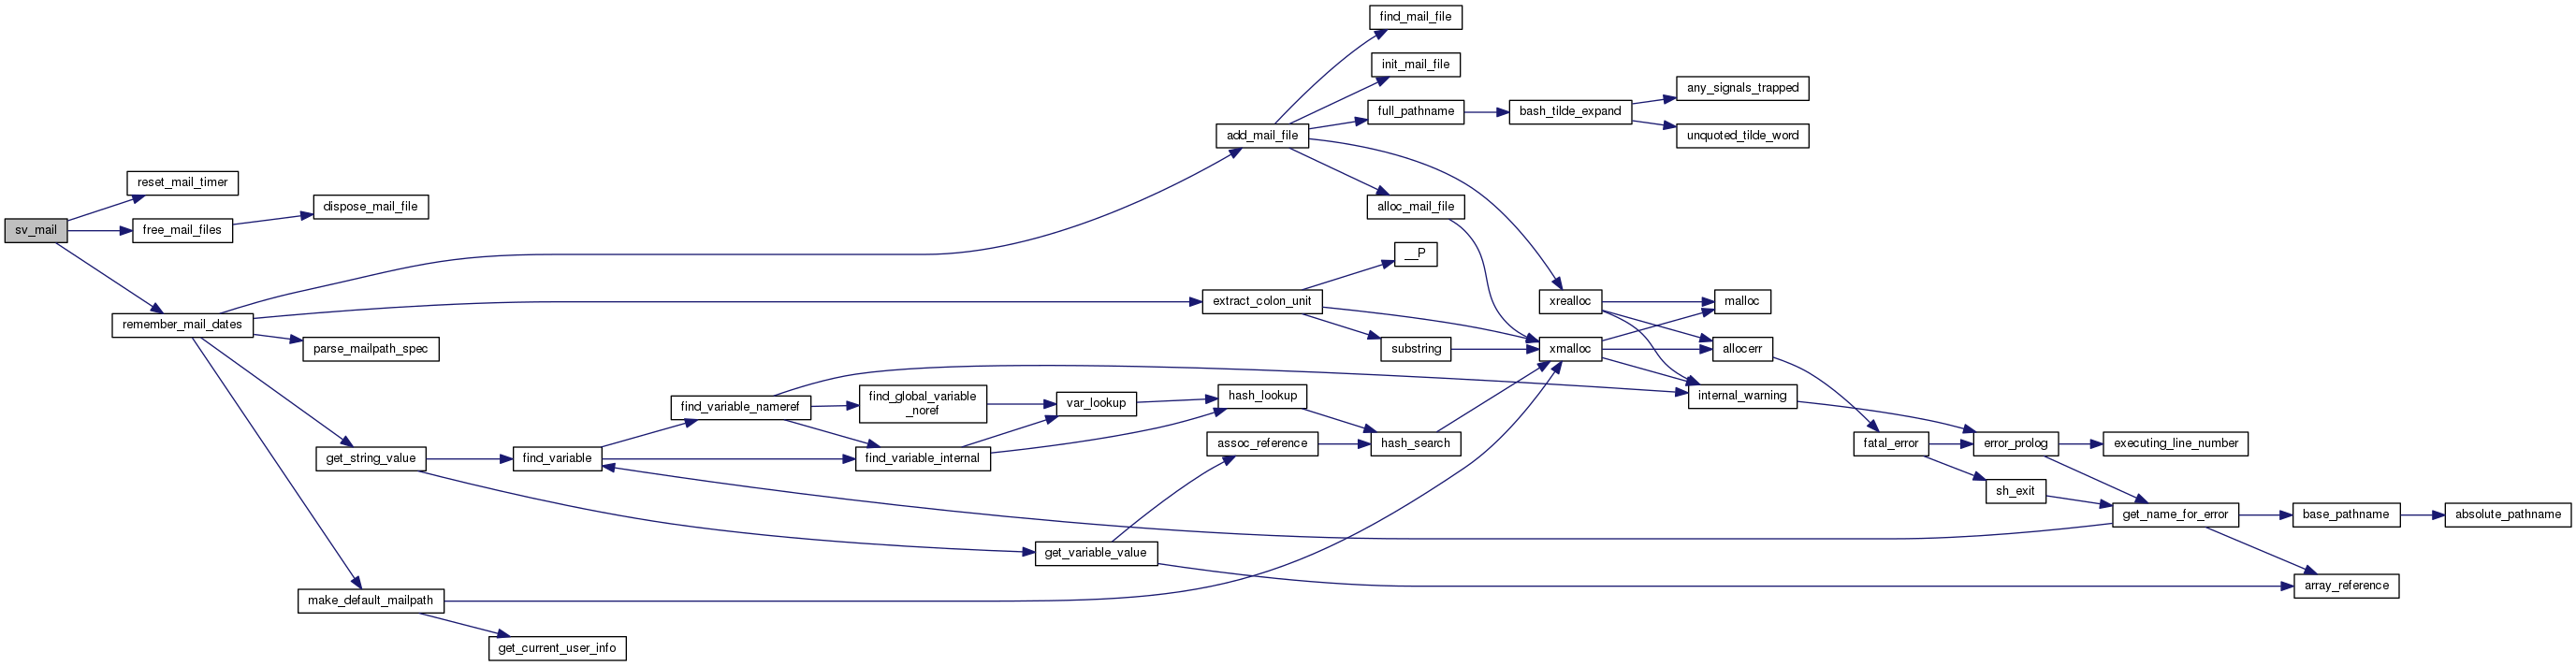 sv_mail
reset_mail_timer
free_mail_files
dispose_mail_file
remember_mail_dates
parse_mailpath_spec
get_string_value
make_default_mailpath
get_current_user_info
find_variable
find_variable_nameref
find_global_variable
_noref
find_variable_internal
var_lookup
get_variable_value
add_mail_file
extract_colon_unit
hash_lookup
assoc_reference
find_mail_file
init_mail_file
full_pathname
alloc_mail_file
__P
substring
hash_search
bash_tilde_expand
any_signals_trapped
unquoted_tilde_word
xrealloc
xmalloc
malloc
allocerr
internal_warning
fatal_error
error_prolog
sh_exit
executing_line_number
get_name_for_error
base_pathname
absolute_pathname
array_reference